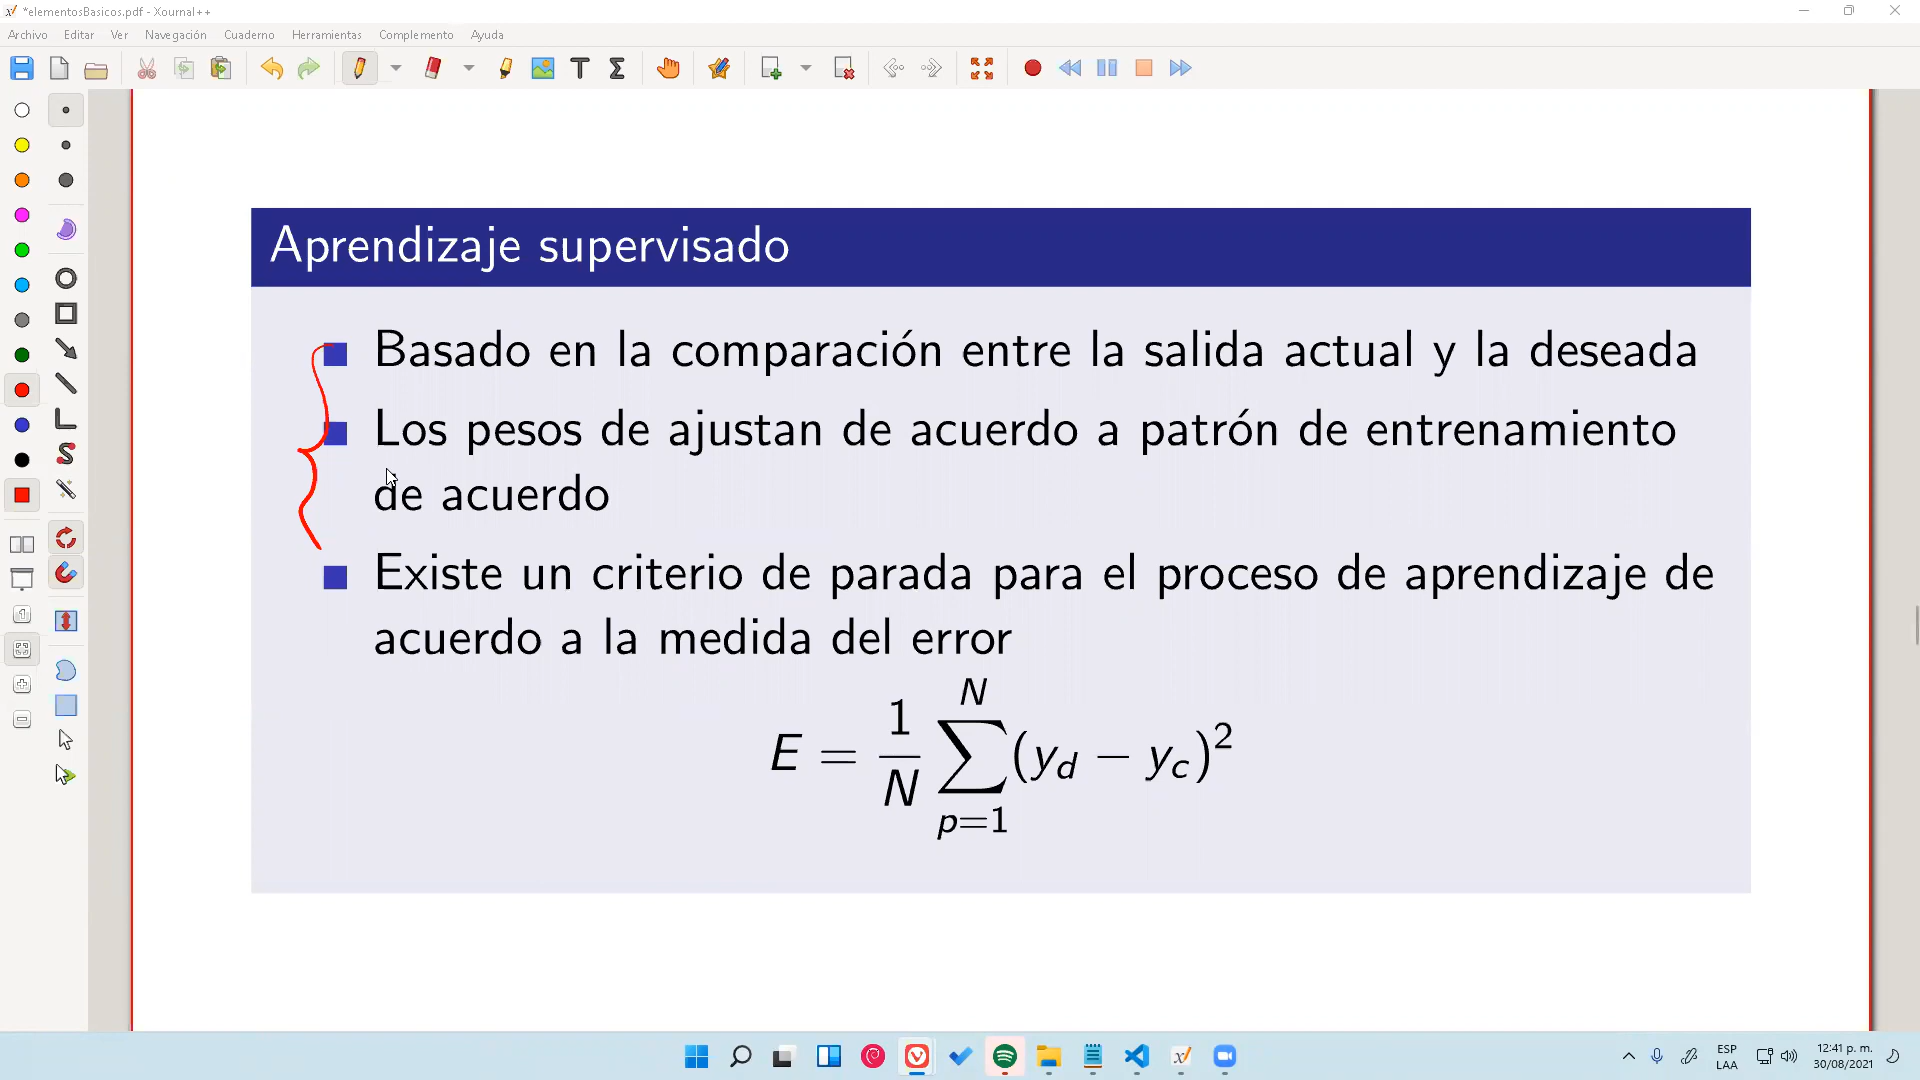 *elementosBasicos.pdf - Xournal++
Archivo Editar Ver Navegación Cuaderno Herramientas Complemento Ayuda
Aprendizaje supervisado
Basado en la comparación entre la salida actual y la deseada
Los pesos de ajustan de acuerdo a patrón de entrenamiento
de acuerdo
Existe un criterio de parada para el proceso de aprendizaje de
acuerdo a la medida del error
E = 1/N ∑_{p=1}^{N} (y_d − y_c)^2
ESP
LAA
12:41 p. m.
30/08/2021